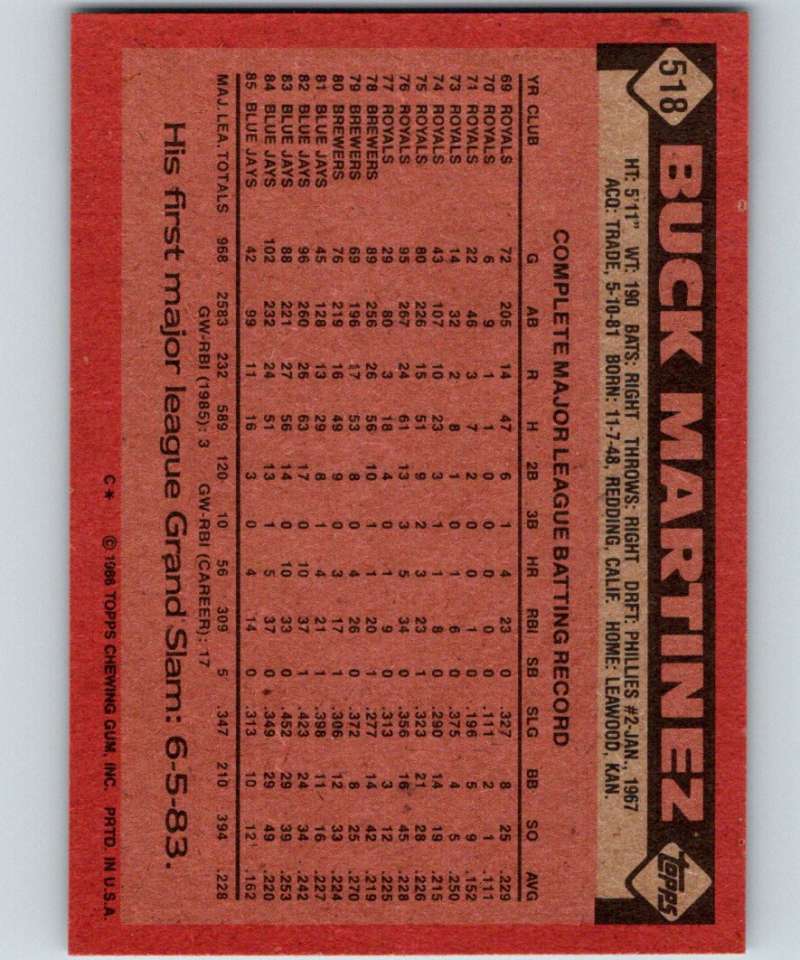 518 BUCK MARTINEZ topps
HT: 5'11" WT: 190 BATS: RIGHT THROWS: RIGHT DRFT: PHILLIES #2-JAN., 1967
ACQ: TRADE, 5-10-81 BORN: 11-7-48, REDDING, CALIF. HOME: LEAWOOD, KAN.
COMPLETE MAJOR LEAGUE BATTING RECORD
YR CLUB G AB R H 2B 3B HR RBI SB SLG BB SO AVG
69 ROYALS 72 205 14 47 6 1 4 23 0 .327 8 25 .229
70 ROYALS 6 9 1 1 0 0 0 0 0 .111 2 1 .111
71 ROYALS 22 46 3 7 2 0 0 1 0 .196 5 9 .152
73 ROYALS 14 32 2 8 1 0 1 6 0 .375 4 5 .250
74 ROYALS 43 107 10 23 3 1 1 8 0 .290 14 19 .215
75 ROYALS 80 226 15 51 9 2 3 23 1 .323 21 28 .226
76 ROYALS 95 267 24 61 13 3 5 34 0 .356 16 45 .228
77 ROYALS 29 80 3 18 4 0 1 9 0 .313 3 12 .225
78 BREWERS 89 256 26 56 10 1 1 20 1 .277 14 42 .219
79 BREWERS 69 196 17 53 8 0 4 26 0 .372 8 25 .270
80 BREWERS 76 219 16 49 9 0 3 17 1 .306 12 33 .224
81 BLUE JAYS 45 128 13 29 8 1 4 21 1 .398 11 16 .227
82 BLUE JAYS 96 260 26 63 17 0 10 37 1 .423 24 34 .242
83 BLUE JAYS 88 221 27 56 14 0 10 33 0 .452 29 39 .253
84 BLUE JAYS 102 232 24 51 13 1 5 37 0 .349 29 49 .220
85 BLUE JAYS 42 99 11 16 3 0 4 14 0 .313 10 12 .162
MAJ. LEA. TOTALS 968 2583 232 589 120 10 56 309 5 .347 210 394 .228
GW-RBI (1985): 3 GW-RBI (CAREER): 17
His first major league Grand Slam: 6-5-83.
C* © 1986 TOPPS CHEWING GUM, INC. PRTD. IN U.S.A.